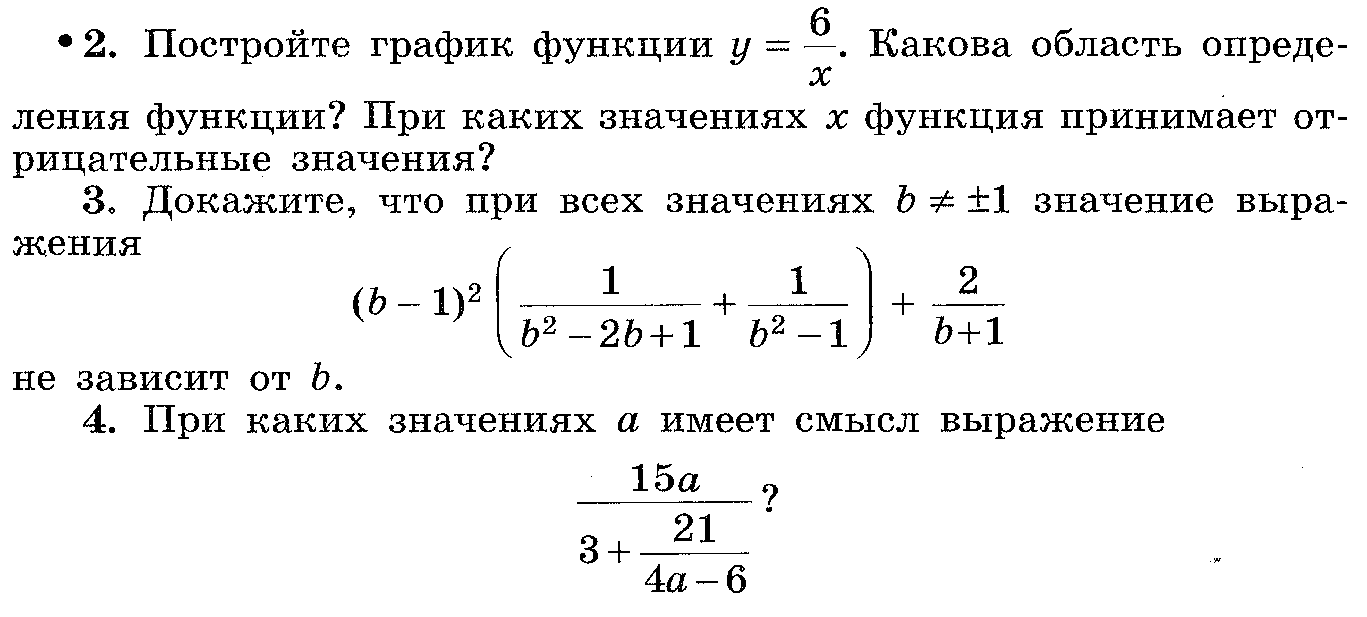 • 2. Постройте график функции y = 6/x. Какова область опреде-
ления функции? При каких значениях x функция принимает от-
рицательные значения?
3. Докажите, что при всех значениях b ≠ ±1 значение выра-
жения
(b – 1)² (1/(b² – 2b + 1) + 1/(b² – 1)) + 2/(b + 1)
не зависит от b.
4. При каких значениях a имеет смысл выражение
15a/(3 + 21/(4a – 6))?